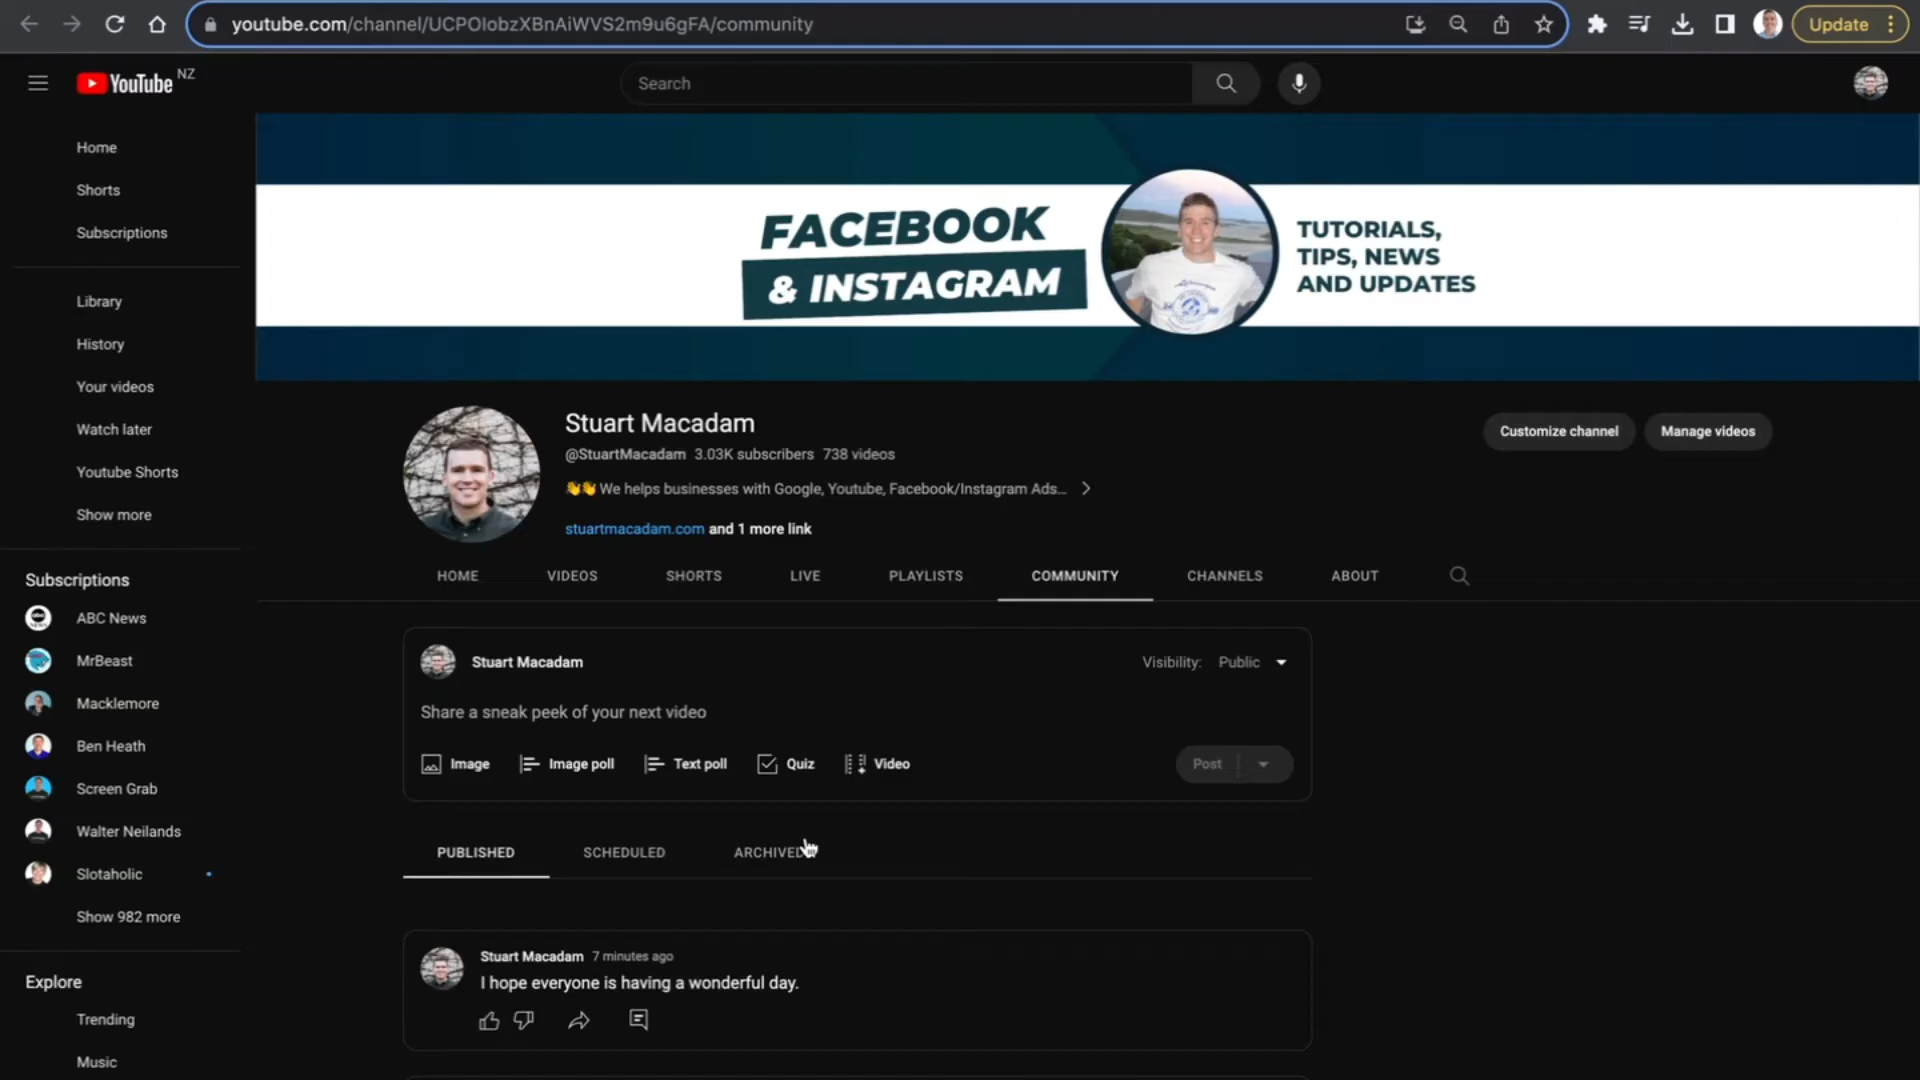 youtube.com/channel/UCPOIobzXBnAiWVS2m9u6gFA/community
Update
YouTube NZ
Search
Home
Shorts
Subscriptions
Library
History
Your videos
Watch later
Youtube Shorts
Show more
Subscriptions
ABC News
MrBeast
Macklemore
Ben Heath
Screen Grab
Walter Neilands
Slotaholic
Show 982 more
Explore
Trending
Music
FACEBOOK
& INSTAGRAM
TUTORIALS,
TIPS, NEWS
AND UPDATES
Stuart Macadam
@StuartMacadam 3.03K subscribers 738 videos
👋👋 We helps businesses with Google, Youtube, Facebook/Instagram Ads...
stuartmacadam.com and 1 more link
Customize channel
Manage videos
HOME VIDEOS SHORTS LIVE PLAYLISTS COMMUNITY CHANNELS ABOUT
Stuart Macadam
Visibility: Public
Share a sneak peek of your next video
Image Image poll Text poll Quiz Video
Post
PUBLISHED SCHEDULED ARCHIVED
Stuart Macadam 7 minutes ago
I hope everyone is having a wonderful day.